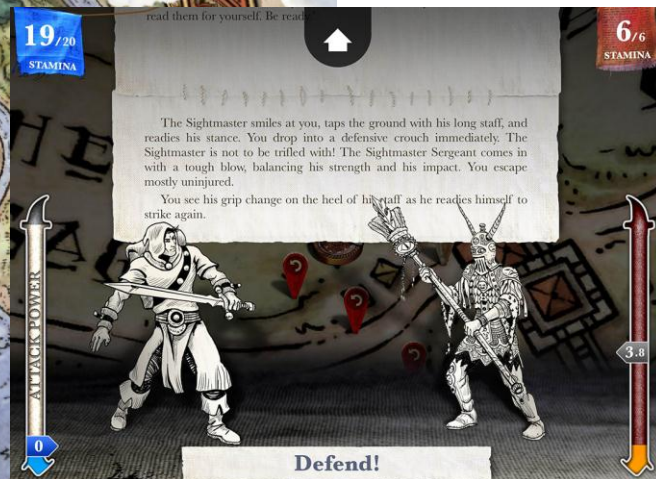 read them for yourself. Be read
19/20
STAMINA
6/6
STAMINA
The Sightmaster smiles at you, taps the ground with his long staff, and
readies his stance. You drop into a defensive crouch immediately. The
Sightmaster is not to be trifled with! The Sightmaster Sergeant comes in
with a tough blow, balancing his strength and his impact. You escape
mostly uninjured.
You see his grip change on the heel of his staff as he readies himself to
strike again.
ATTACK POWER
3.8
0
Defend!